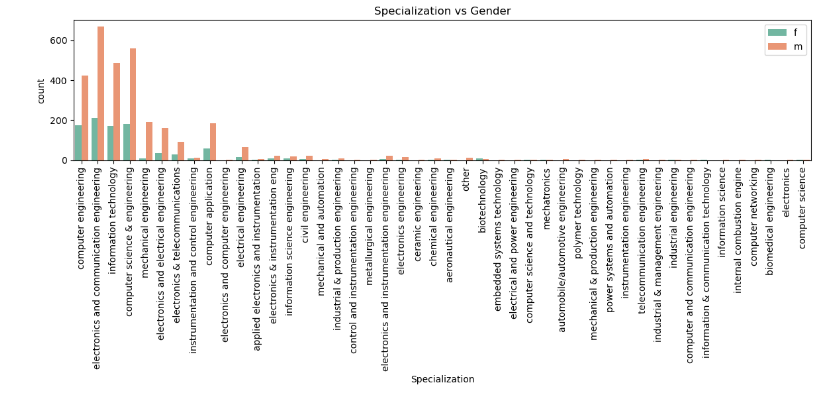 Specialization vs Gender
f
m
600
400
200
0
count
computer engineering
electronics and communication engineering
information technology
computer science & engineering
mechanical engineering
electronics and electrical engineering
electronics & telecommunications
instrumentation and control engineering
computer application
electronics and computer engineering
electrical engineering
applied electronics and instrumentation
electronics & instrumentation eng
information science engineering
civil engineering
mechanical and automation
industrial & production engineering
control and instrumentation engineering
metallurgical engineering
electronics and instrumentation engineering
electronics engineering
ceramic engineering
chemical engineering
aeronautical engineering
other
biotechnology
embedded systems technology
electrical and power engineering
computer science and technology
mechatronics
automobile/automotive engineering
polymer technology
mechanical & production engineering
power systems and automation
instrumentation engineering
telecommunication engineering
industrial & management engineering
industrial engineering
computer and communication engineering
information & communication technology
information science
internal combustion engine
computer networking
biomedical engineering
electronics
computer science
Specialization